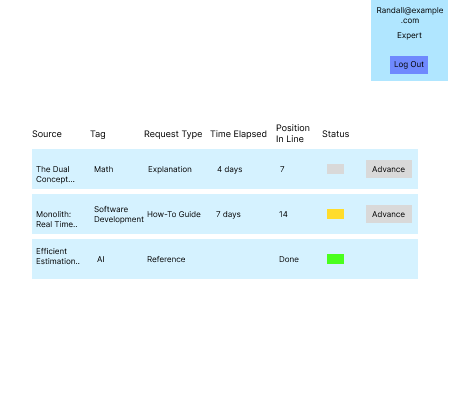 Randall@example
.com
Expert
Log Out
Source Tag Request Type Time Elapsed Position In Line Status
The Dual
Concept... Math Explanation 4 days 7 Advance
Monolith:
Real Time.. Software
Development How-To Guide 7 days 14 Advance
Efficient
Estimation.. AI Reference Done